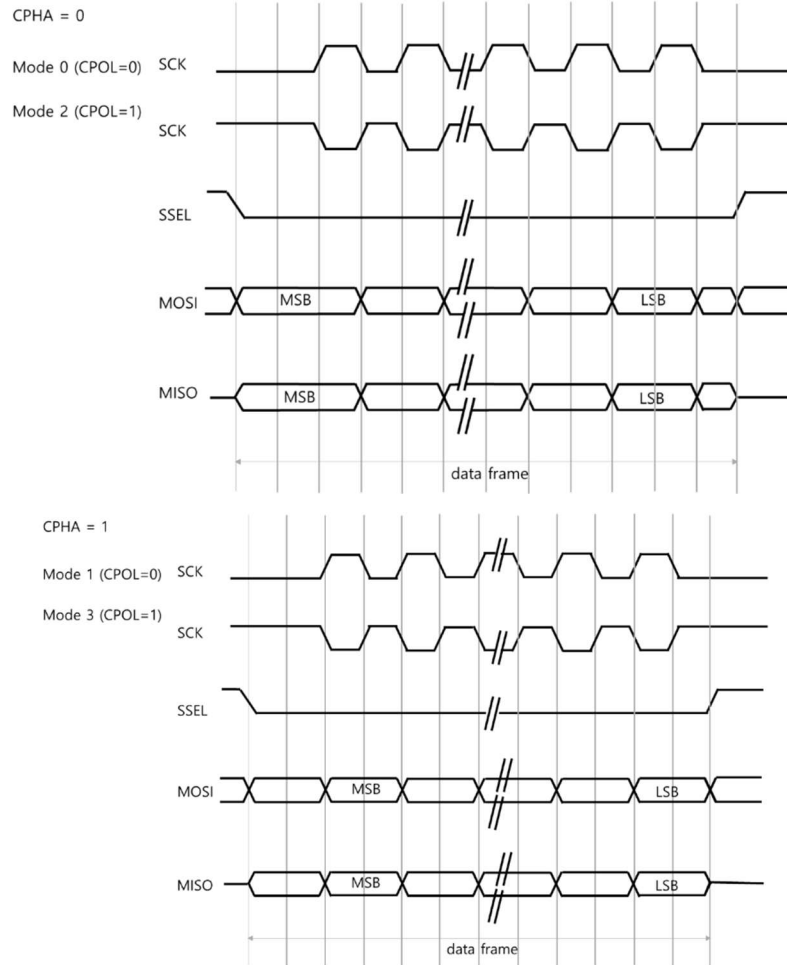 CPHA = 0
Mode 0 (CPOL=0) SCK
Mode 2 (CPOL=1)
SCK
SSEL
MOSI MSB LSB
MISO MSB LSB
data frame
CPHA = 1
Mode 1 (CPOL=0) SCK
Mode 3 (CPOL=1)
SCK
SSEL
MOSI MSB LSB
MISO MSB LSB
data frame